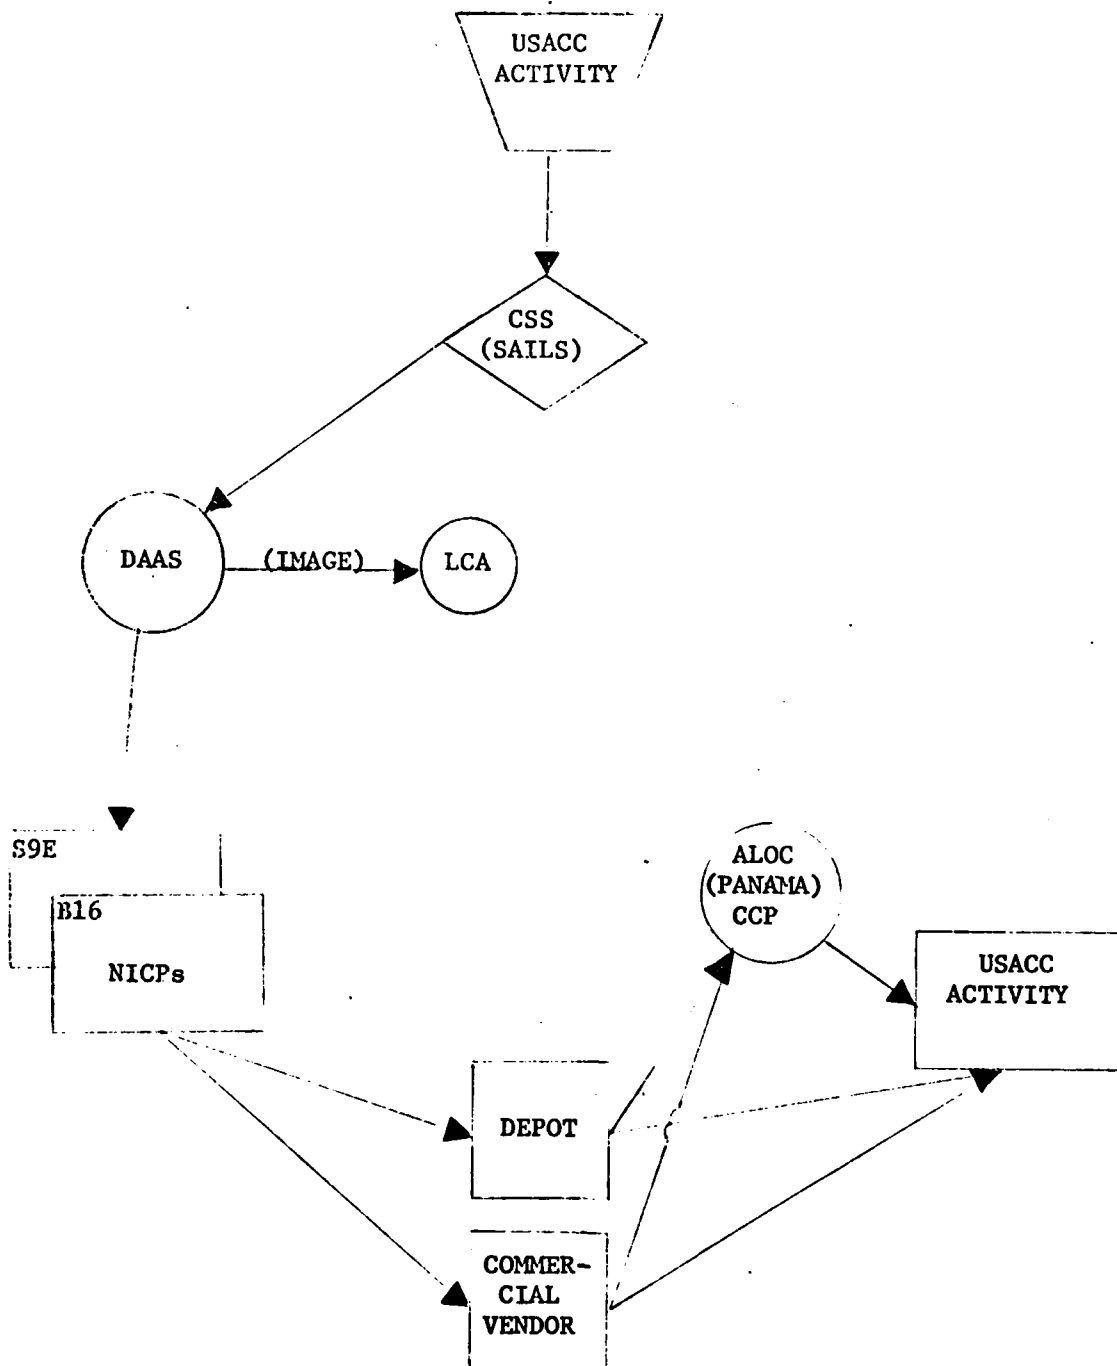 USACC
ACTIVITY
CSS
(SAILS)
DAAS
(IMAGE)
LCA
S9E
B16
NICPs
ALOC
(PANAMA)
CCP
USACC
ACTIVITY
DEPOT
COMMER-
CIAL
VENDOR